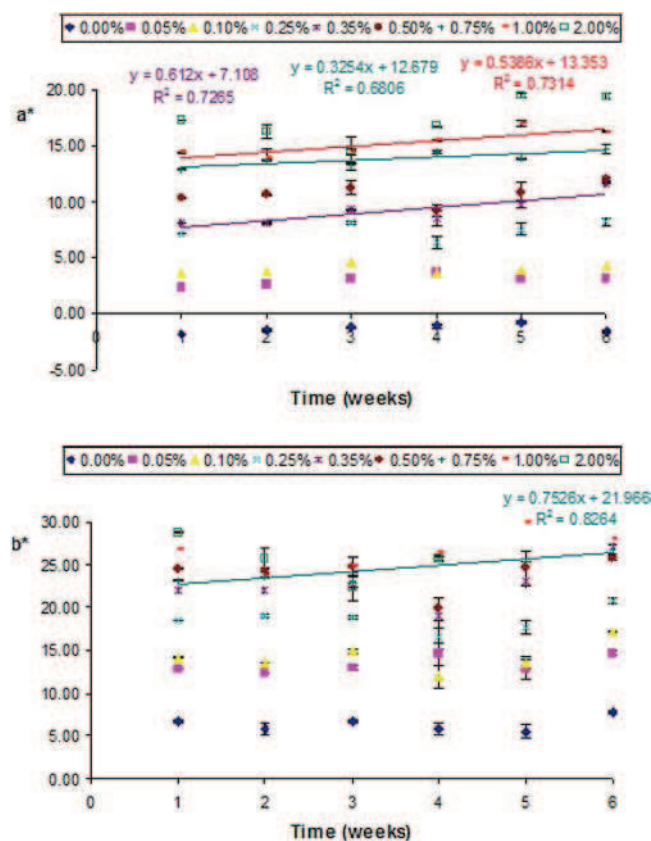 0.00% 0.05% 0.10% 0.25% 0.35% 0.50% 0.75% 1.00% 2.00%
y = 0.612x + 7.108 y = 0.3254x + 12.679 y = 0.5386x + 13.353
R² = 0.7265 R² = 0.6806 R² = 0.7314
a*
20.00
15.00
10.00
5.00
0.00
-5.00
0 1 2 3 4 5 6
Time (weeks)
0.00% 0.05% 0.10% 0.25% 0.35% 0.50% 0.75% 1.00% 2.00%
y = 0.7526x + 21.966
R² = 0.8264
b*
30.00
25.00
20.00
15.00
10.00
5.00
0.00
0 1 2 3 4 5 6
Time (weeks)